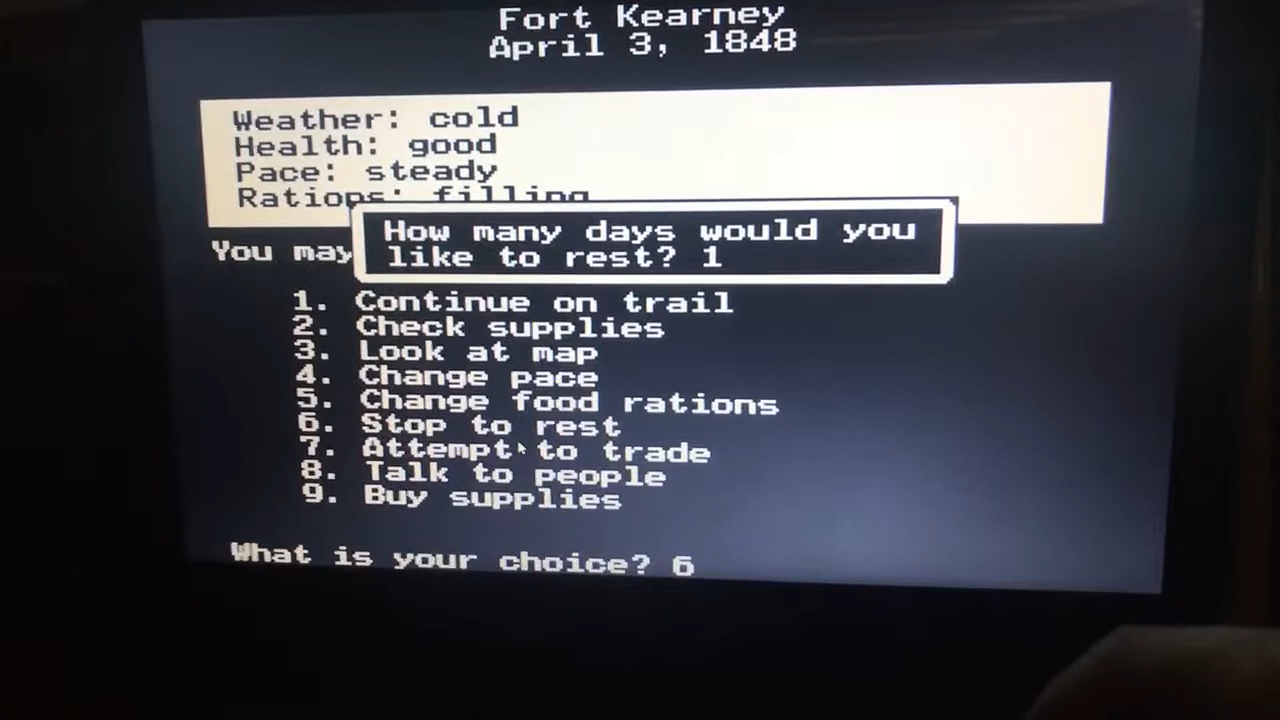 Fort Kearney
April 3, 1848
Weather: cold
Health: good
Pace: steady
Rations: filling
How many days would you
like to rest? 1
You may
1. Continue on trail
2. Check supplies
3. Look at map
4. Change pace
5. Change food rations
6. Stop to rest
7. Attempt to trade
8. Talk to people
9. Buy supplies
What is your choice? 6